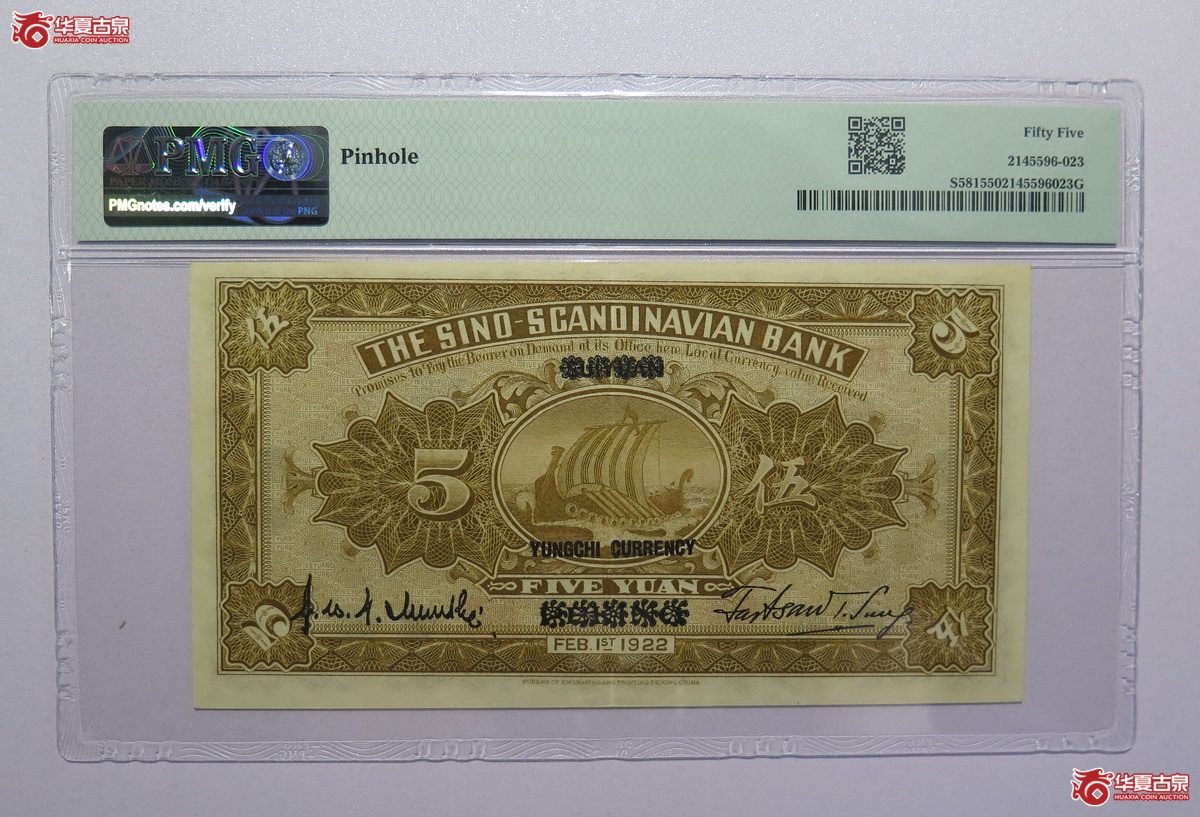 华夏古泉
HUAXIA COIN AUCTION
PMG
PMGnotes.com/verify
PNG
Pinhole
Fifty Five
2145596-023
S5815502145596023G
伍
5
THE SINO-SCANDINAVIAN BANK
Promises to Pay the Bearer on Demand at its Office here Local Currency value Received
5
伍
YUNGCHI CURRENCY
FIVE YUAN
FEB. 1ST 1922
5
伍
BUREAU OF ENGRAVING AND PRINTING PEKING CHINA
华夏古泉
HUAXIA COIN AUCTION